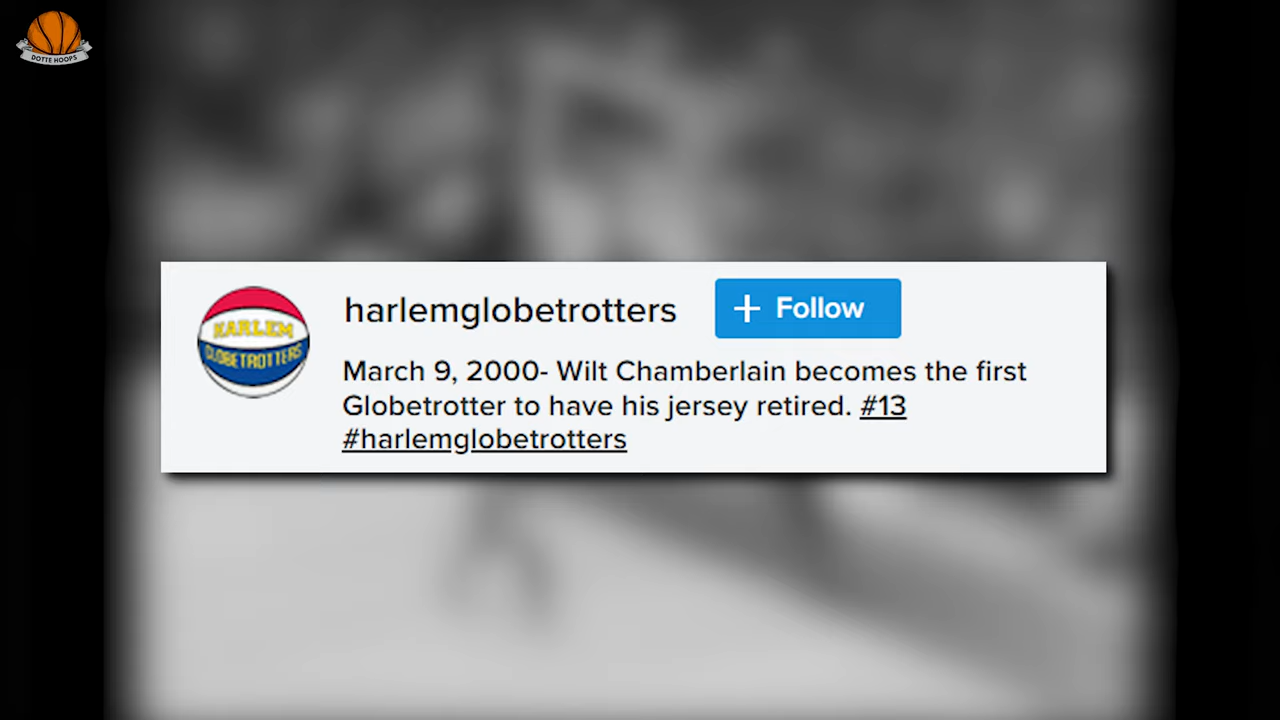 DOTTE HOOPS
harlemglobetrotters
+ Follow
HARLEM
GLOBETROTTERS
March 9, 2000- Wilt Chamberlain becomes the first
Globetrotter to have his jersey retired. #13
#harlemglobetrotters